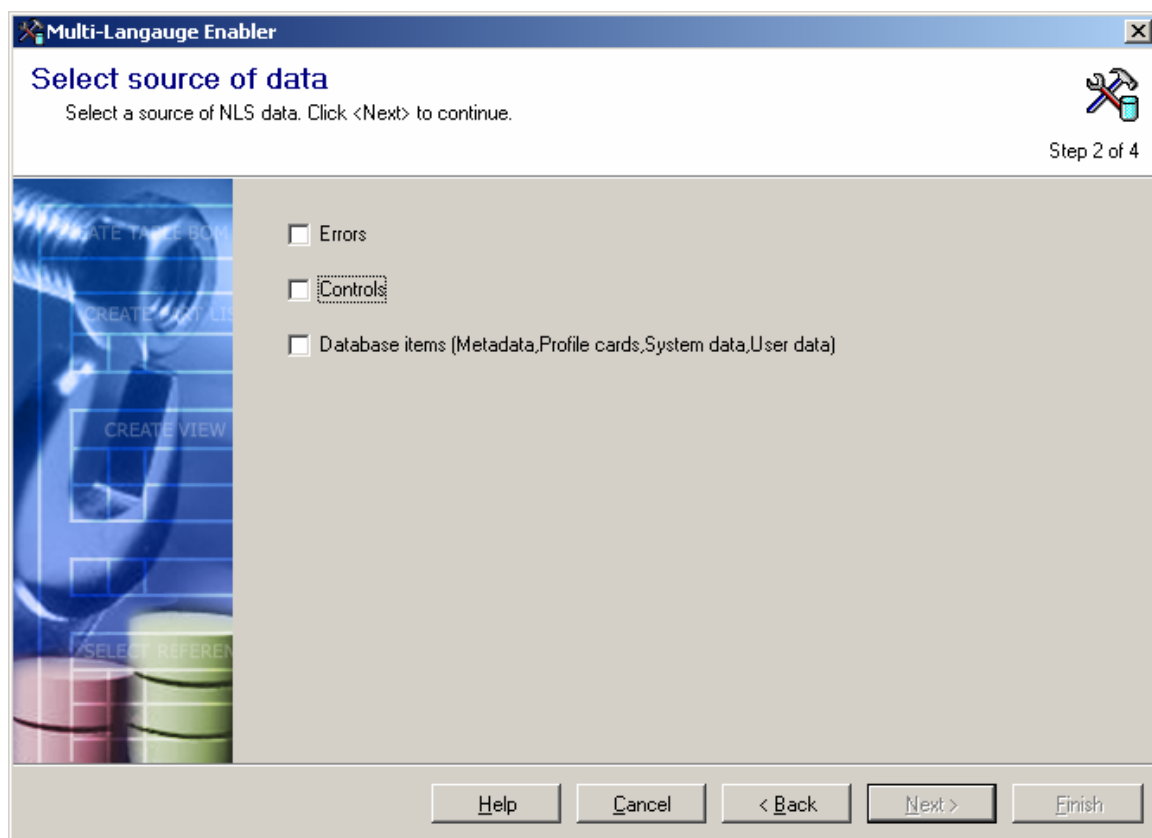 Multi-Langauge Enabler
Select source of data
Select a source of NLS data. Click <Next> to continue.
Step 2 of 4
Errors
Controls
Database items (Metadata,Profile cards,System data,User data)
CREATE VIEW
Help
Cancel
< Back
Next >
Finish